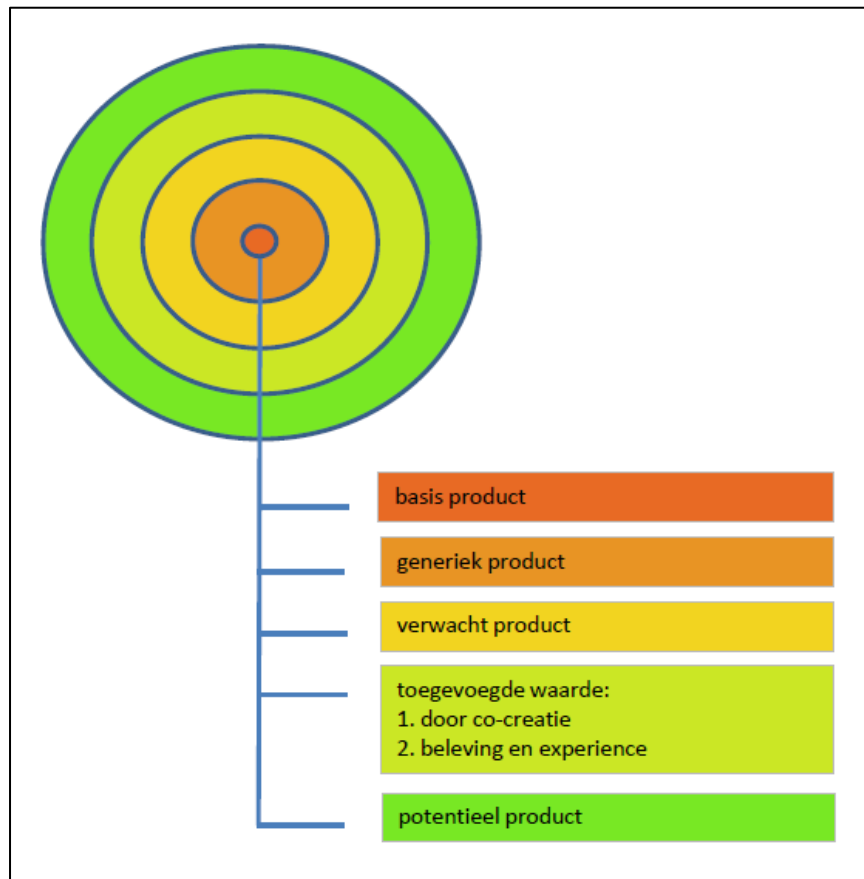 basis product
generiek product
verwacht product
toegevoegde waarde:
1. door co-creatie
2. beleving en experience
potentieel product